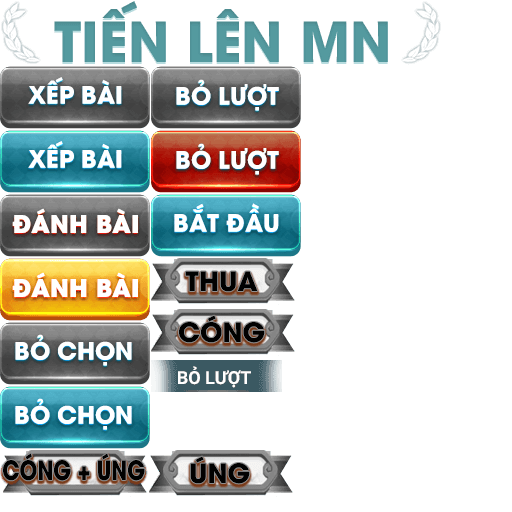 TIẾN LÊN MN
XẾP BÀI
BỎ LƯỢT
XẾP BÀI
BỎ LƯỢT
ĐÁNH BÀI
BẮT ĐẦU
ĐÁNH BÀI
THUA
BỎ CHỌN
CÓNG
BỎ LƯỢT
BỎ CHỌN
CÓNG + ÚNG
ÚNG